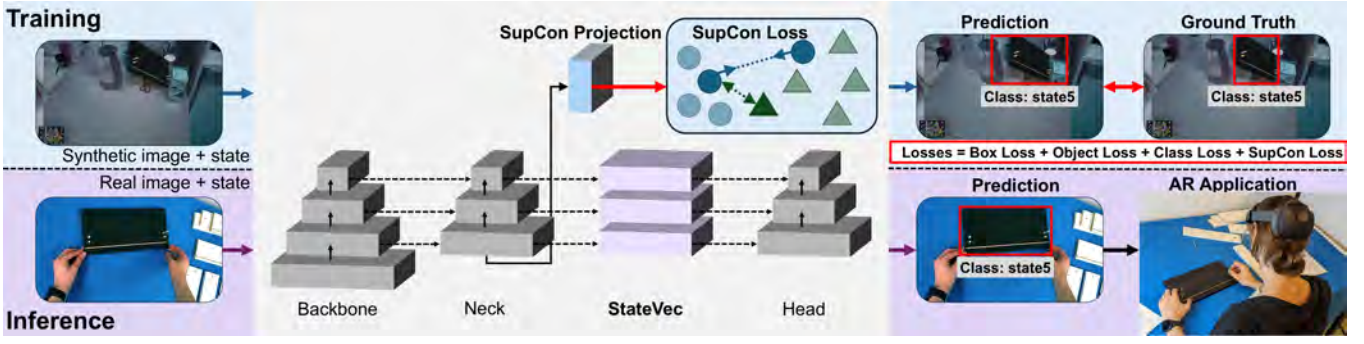 Training
Synthetic image + state
Real image + state
Inference
SupCon Projection
SupCon Loss
Backbone
Neck
StateVec
Head
Prediction
Ground Truth
Class: state5
Class: state5
Losses = Box Loss + Object Loss + Class Loss + SupCon Loss
Prediction
AR Application
Class: state5